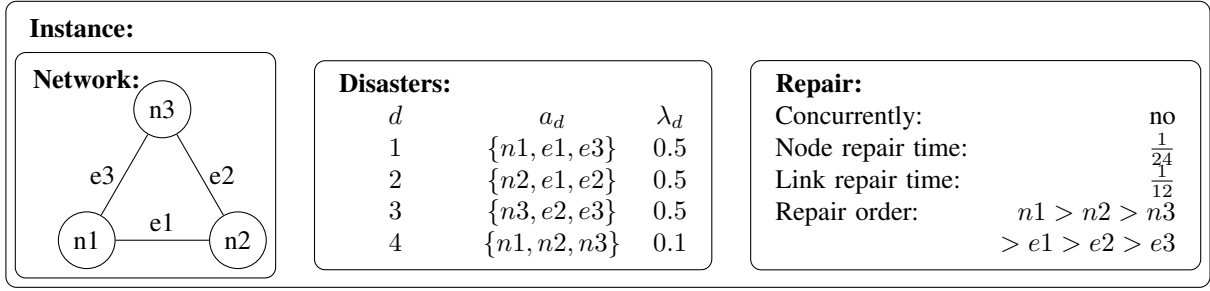 Instance:
Network:
n3
e3
e2
n1
e1
n2
Disasters:
d a_d λ_d
1 {n1, e1, e3} 0.5
2 {n2, e1, e2} 0.5
3 {n3, e2, e3} 0.5
4 {n1, n2, n3} 0.1
Repair:
Concurrently: no
Node repair time: 1/24
Link repair time: 1/12
Repair order: n1 > n2 > n3
> e1 > e2 > e3